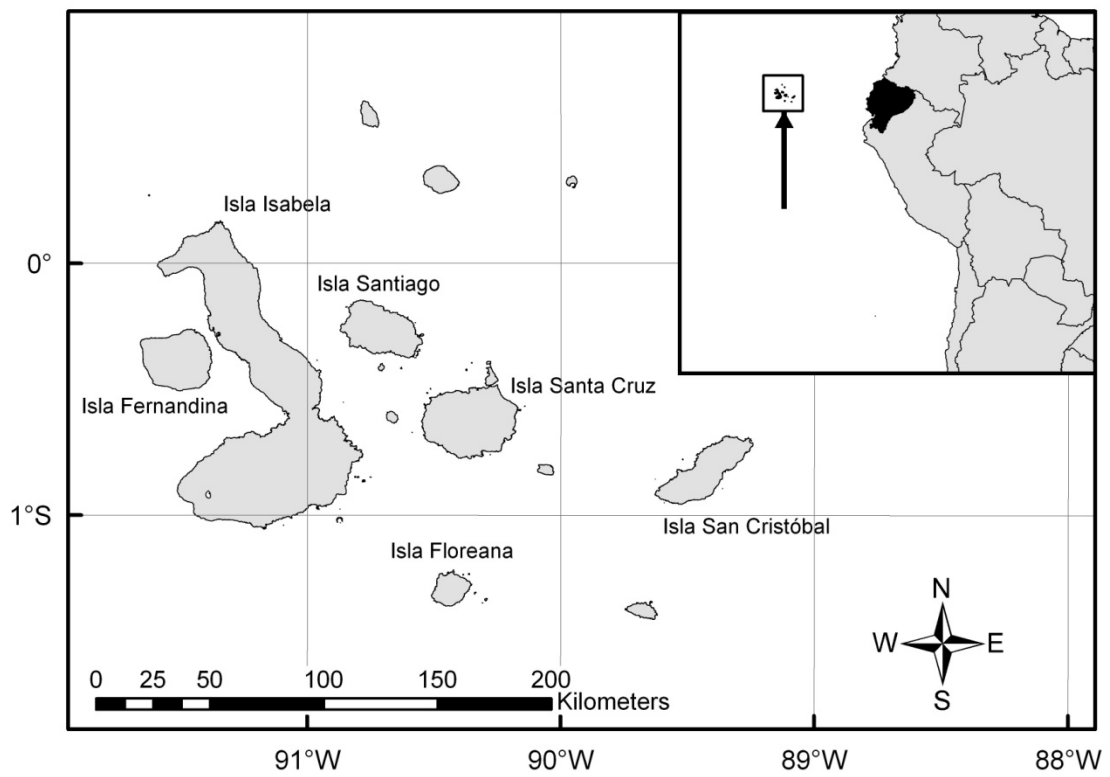 Isla Isabela
0°
Isla Santiago
Isla Fernandina
Isla Santa Cruz
1°S
Isla San Cristóbal
Isla Floreana
N
W E
S
0 25 50 100 150 200
Kilometers
91°W 90°W 89°W 88°W